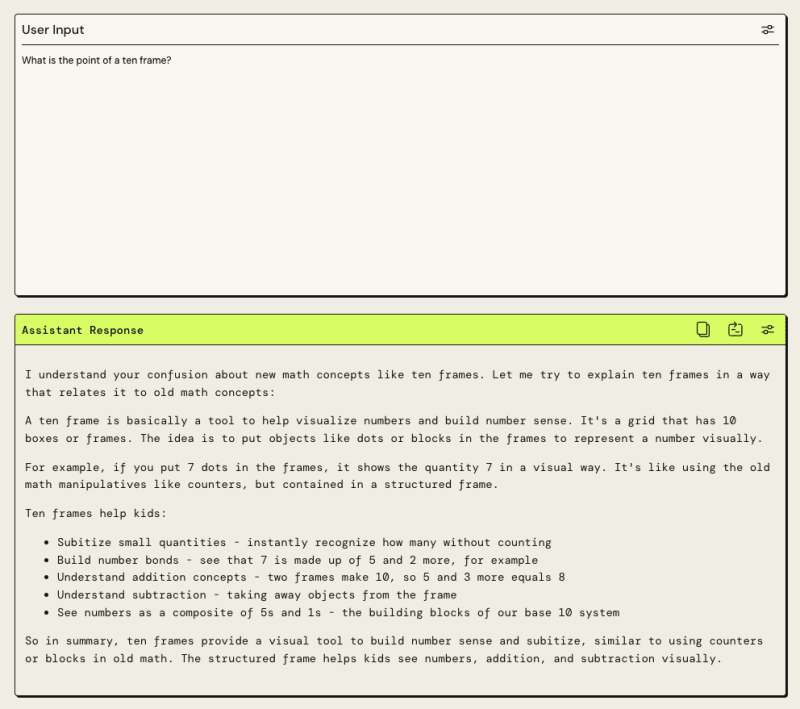 User Input
What is the point of a ten frame?
Assistant Response
I understand your confusion about new math concepts like ten frames. Let me try to explain ten frames in a way
that relates it to old math concepts:
A ten frame is basically a tool to help visualize numbers and build number sense. It's a grid that has 10
boxes or frames. The idea is to put objects like dots or blocks in the frames to represent a number visually.
For example, if you put 7 dots in the frames, it shows the quantity 7 in a visual way. It's like using the old
math manipulatives like counters, but contained in a structured frame.
Ten frames help kids:
• Subitize small quantities - instantly recognize how many without counting
• Build number bonds - see that 7 is made up of 5 and 2 more, for example
• Understand addition concepts - two frames make 10, so 5 and 3 more equals 8
• Understand subtraction - taking away objects from the frame
• See numbers as a composite of 5s and 1s - the building blocks of our base 10 system
So in summary, ten frames provide a visual tool to build number sense and subitize, similar to using counters
or blocks in old math. The structured frame helps kids see numbers, addition, and subtraction visually.